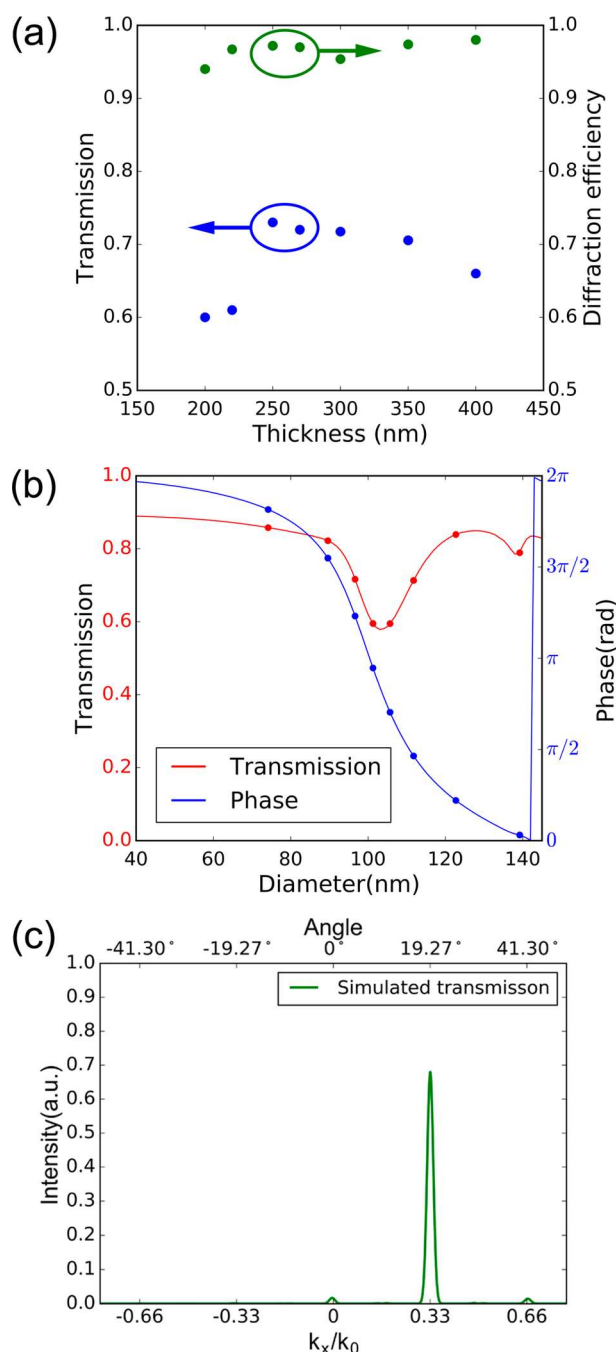 (a)
1.0 1.0
0.9 0.9
0.8 0.8
0.7 0.7
0.6 0.6
0.5 0.5
Transmission
Diffraction efficiency
150 200 250 300 350 400 450
Thickness (nm)
(b)
1.0
0.8
0.6
0.4
0.2
0.0
Transmission
2π
3π/2
π
π/2
0
Phase(rad)
Transmission
Phase
40 60 80 100 120 140
Diameter(nm)
(c)
Angle
-41.30° -19.27° 0° 19.27° 41.30°
1.0
0.9
0.8
0.7
0.6
0.5
0.4
0.3
0.2
0.1
0.0
Intensity(a.u.)
Simulated transmisson
-0.66 -0.33 0 0.33 0.66
kₓ/k₀